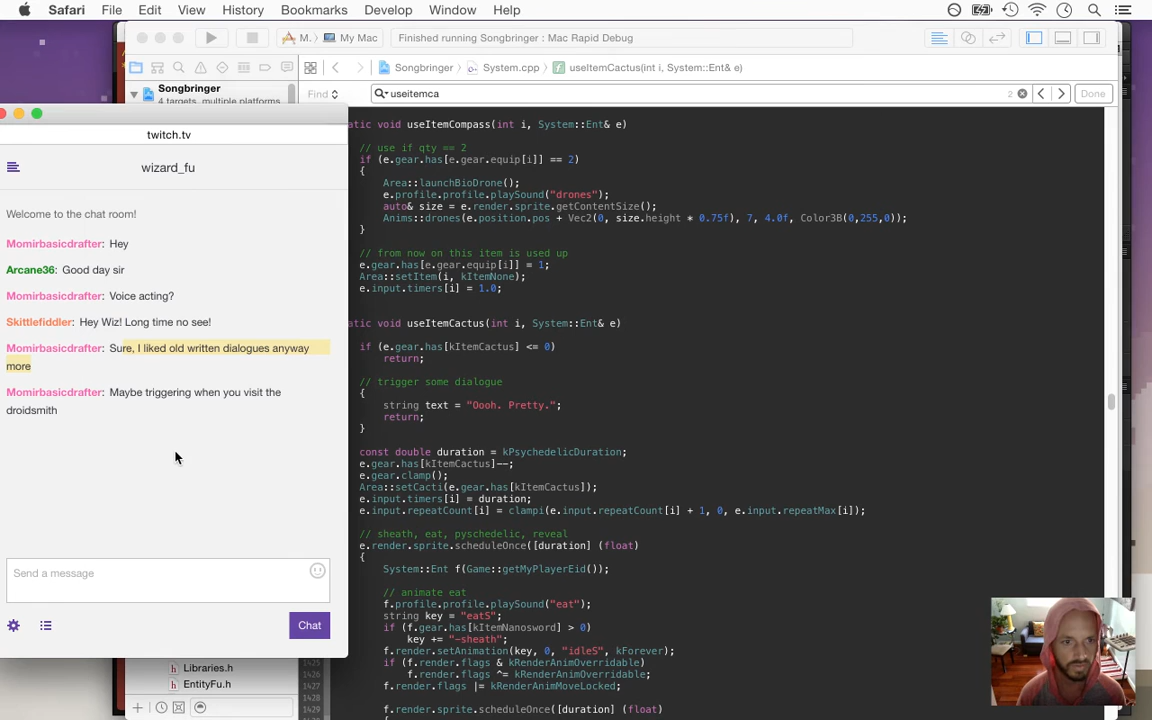 Safari File Edit View History Bookmarks Develop Window Help
M. My Mac Finished running Songbringer : Mac Rapid Debug
Songbringer System.cpp useItemCactus(int i, System::Ent& e)
Songbringer
4 targets, multiple platforms
Find useitemca 2 Done
twitch.tv
wizard_fu
Welcome to the chat room!
Momirbasicdrafter: Hey
Arcane36: Good day sir
Momirbasicdrafter: Voice acting?
Skittlefiddler: Hey Wiz! Long time no see!
Momirbasicdrafter: Sure, I liked old written dialogues anyway
more
Momirbasicdrafter: Maybe triggering when you visit the
droidsmith
Send a message
Chat
Libraries.h
EntityFu.h
atic void useItemCompass(int i, System::Ent& e)
// use if qty == 2
if (e.gear.has[e.gear.equip[i]] == 2)
{
Area::launchBioDrone();
e.profile.profile.playSound("drones");
auto& size = e.render.sprite.getContentSize();
Anims::drones(e.position.pos + Vec2(0, size.height * 0.75f), 7, 4.0f, Color3B(0,255,0));
}
// from now on this item is used up
e.gear.has[e.gear.equip[i]] = 1;
Area::setItem(i, kItemNone);
e.input.timers[i] = 1.0;
atic void useItemCactus(int i, System::Ent& e)
if (e.gear.has[kItemCactus] <= 0)
return;
// trigger some dialogue
{
string text = "Oooh. Pretty.";
return;
}
const double duration = kPsychedelicDuration;
e.gear.has[kItemCactus]--;
e.gear.clamp();
Area::setCacti(e.gear.has[kItemCactus]);
e.input.timers[i] = duration;
e.input.repeatCount[i] = clampi(e.input.repeatCount[i] + 1, 0, e.input.repeatMax[i]);
// sheath, eat, pyschedelic, reveal
e.render.sprite.scheduleOnce([duration] (float)
{
System::Ent f(Game::getMyPlayerEid());
// animate eat
f.profile.profile.playSound("eat");
string key = "eatS";
if (f.gear.has[kItemNanosword] > 0)
key += "-sheath";
f.render.setAnimation(key, 0, "idleS", kForever);
1425 if (f.render.flags & kRenderAnimOverridable)
1426 f.render.flags ^= kRenderAnimOverridable;
1427 f.render.flags |= kRenderAnimMoveLocked;
1428
1429 f.render.sprite.scheduleOnce([duration] (float)
{